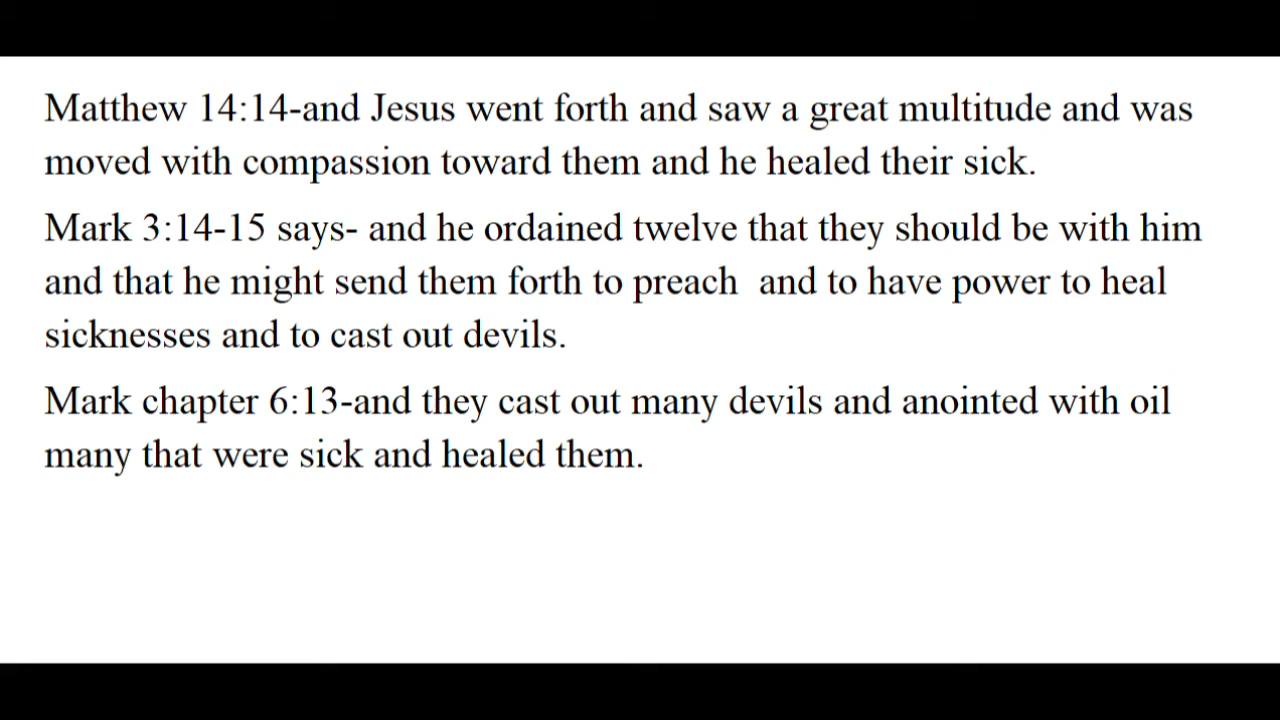 Matthew 14:14-and Jesus went forth and saw a great multitude and was
moved with compassion toward them and he healed their sick.
Mark 3:14-15 says- and he ordained twelve that they should be with him
and that he might send them forth to preach  and to have power to heal
sicknesses and to cast out devils.
Mark chapter 6:13-and they cast out many devils and anointed with oil
many that were sick and healed them.